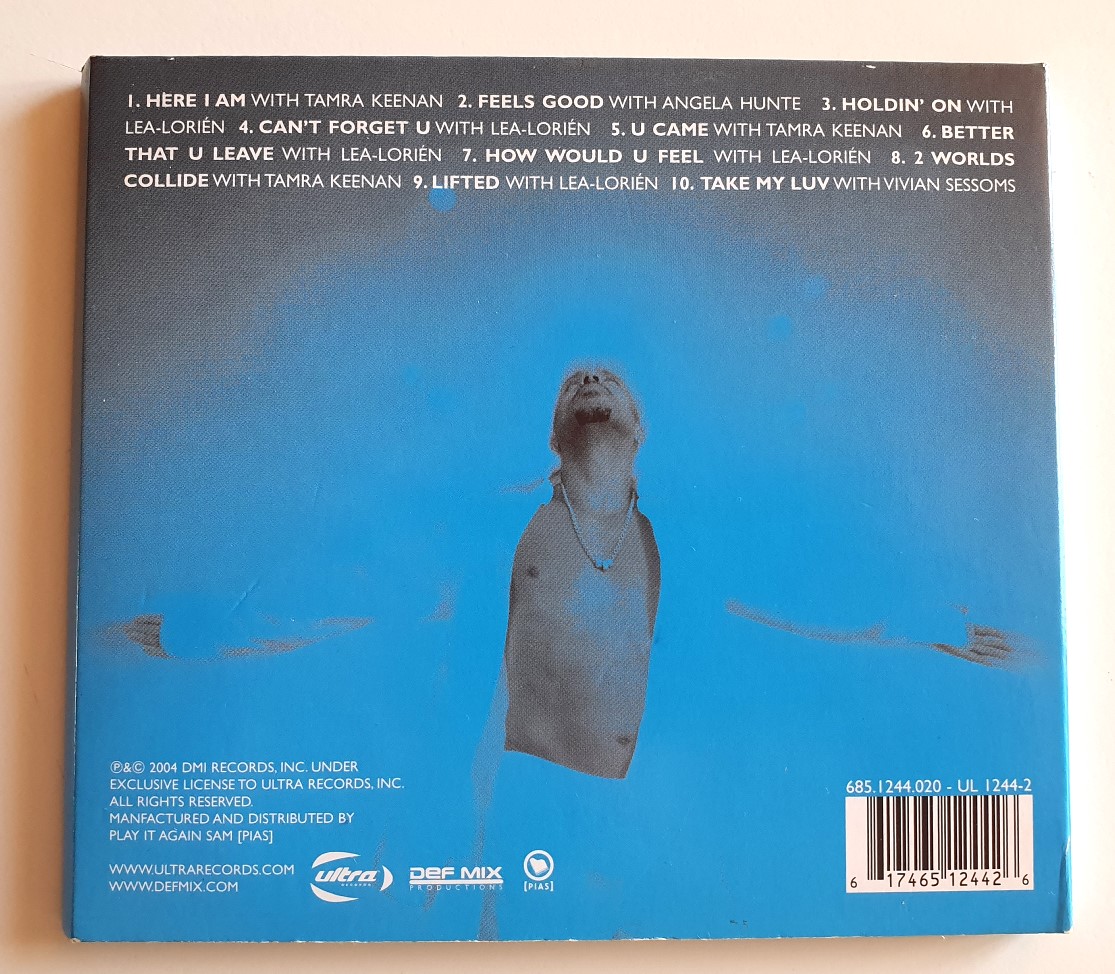 1. HERE I AM WITH TAMRA KEENAN 2. FEELS GOOD WITH ANGELA HUNTE 3. HOLDIN' ON WITH
LEA-LORIÉN 4. CAN'T FORGET U WITH LEA-LORIÉN 5. U CAME WITH TAMRA KEENAN 6. BETTER
THAT U LEAVE WITH LEA-LORIÉN 7. HOW WOULD U FEEL WITH LEA-LORIÉN 8. 2 WORLDS
COLLIDE WITH TAMRA KEENAN 9. LIFTED WITH LEA-LORIÉN 10. TAKE MY LUV WITH VIVIAN SESSOMS
℗&© 2004 DMI RECORDS, INC. UNDER
EXCLUSIVE LICENSE TO ULTRA RECORDS, INC.
ALL RIGHTS RESERVED.
MANFACTURED AND DISTRIBUTED BY
PLAY IT AGAIN SAM [PIAS]
WWW.ULTRARECORDS.COM
WWW.DEFMIX.COM
ultra
RECORDS
DEF MIX
PRODUCTIONS
[PIAS]
685.1244.020 - UL 1244-2
6 17465 12442 6